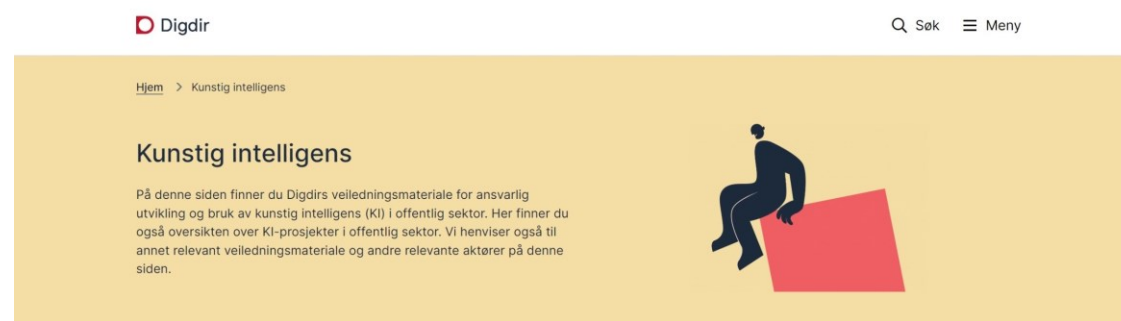 Digdir
Søk
Meny
Hjem > Kunstig intelligens
Kunstig intelligens
På denne siden finner du Digdirs veiledningsmateriale for ansvarlig
utvikling og bruk av kunstig intelligens (KI) i offentlig sektor. Her finner du
også oversikten over KI-prosjekter i offentlig sektor. Vi henviser også til
annet relevant veiledningsmateriale og andre relevante aktører på denne
siden.